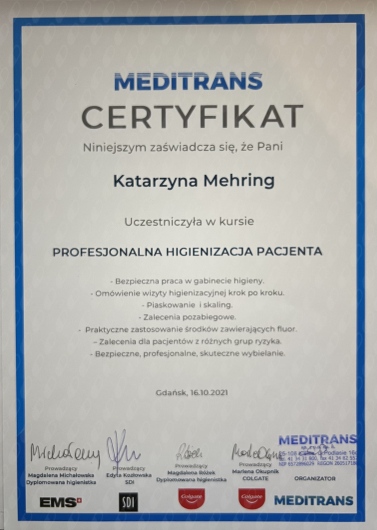 MEDITRANS
CERTYFIKAT
Niniejszym zaświadcza się, że Pani
Katarzyna Mehring
Uczestniczyła w kursie
PROFESJONALNA HIGIENIZACJA PACJENTA
- Bezpieczna praca w gabinecie higieny.
- Omówienie wizyty higienizacyjnej krok po kroku.
- Piaskowanie i skaling.
- Zalecenia pozabiegowe.
- Praktyczne zastosowanie środków zawierających fluor.
- Zalecenia dla pacjentów z różnych grup ryzyka.
- Bezpieczne, profesjonalne, skuteczne wybielanie.
Gdańsk, 16.10.2021
MEDITRANS
Prowadzący Prowadzący Prowadzący Prowadzący
Magdalena Michałowska Edyta Kozłowska Magdalena Różek Marlena Okupnik
Dyplomowana higienistka SDI Dyplomowana higienistka COLGATE ORGANIZATOR
EMS SDI Colgate Colgate MEDITRANS